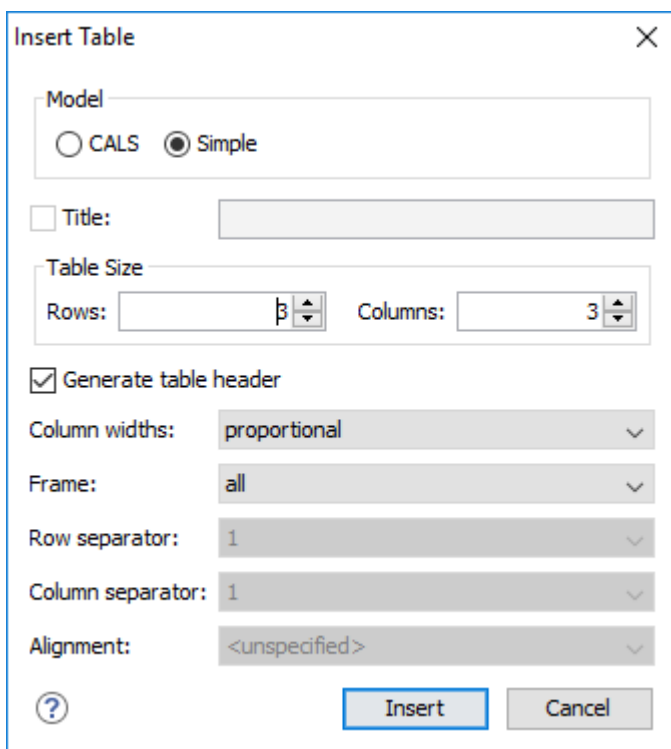 Insert Table
Model
CALS Simple
Title:
Table Size
Rows: 3 Columns: 3
Generate table header
Column widths: proportional
Frame: all
Row separator: 1
Column separator: 1
Alignment: <unspecified>
? Insert Cancel